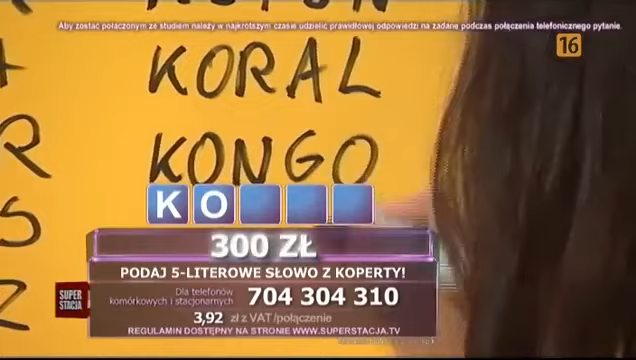 Aby zostać połączonym ze studiem należy w najkrótszym czasie udzielić prawidłowej odpowiedzi na zadane podczas połączenia telefonicznego pytanie.
16
KORAL
KONGO
R
S
Z
K O
300 ZŁ
PODAJ 5-LITEROWE SŁOWO Z KOPERTY!
Dla telefonów
komórkowych i stacjonarnych 704 304 310
3,92 zł z VAT/połączenie
SUPER
STACJA
REGULAMIN DOSTĘPNY NA STRONIE WWW.SUPERSTACJA.TV